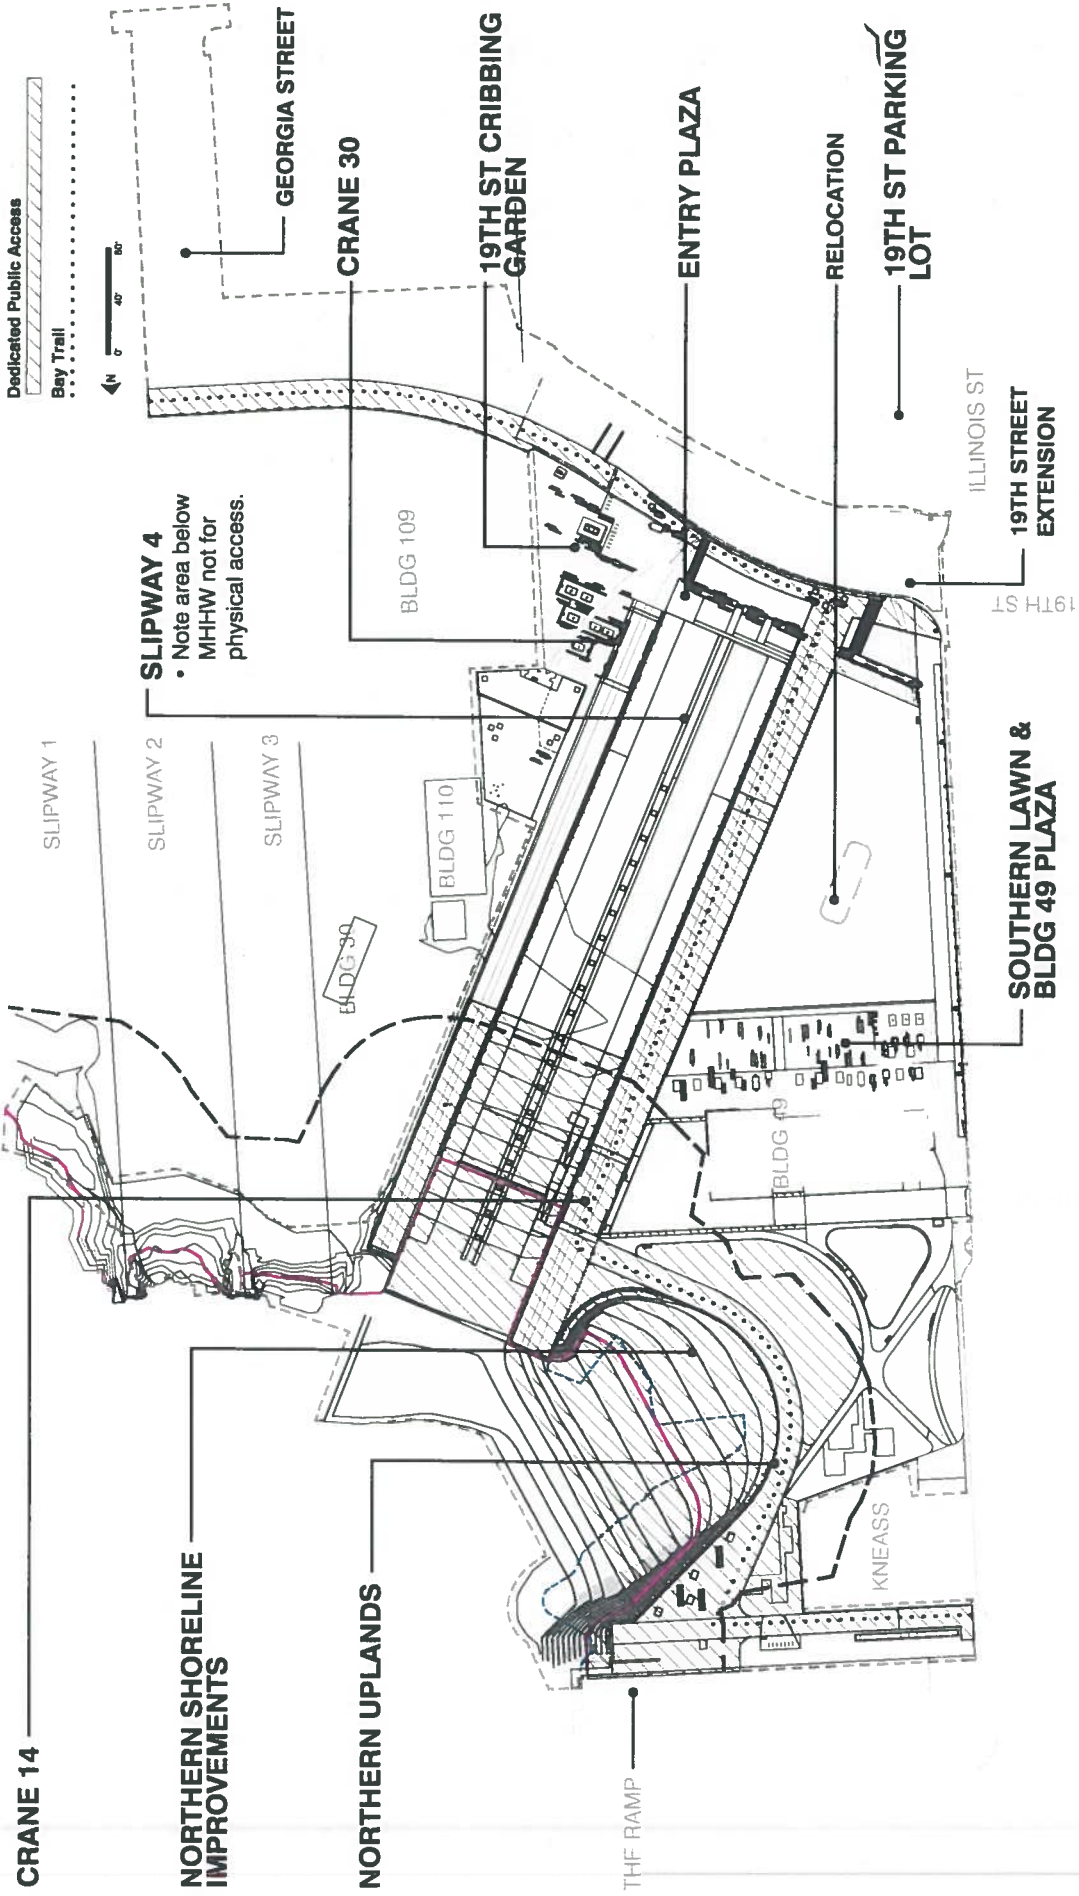 Dedicated Public Access
Bay Trail
N
0'
40'
80'
GEORGIA STREET
CRANE 30
19TH ST CRIBBING
GARDEN
ENTRY PLAZA
RELOCATION
19TH ST PARKING
LOT
ILLINOIS ST
19TH STREET
EXTENSION
19TH ST
SLIPWAY 4
• Note area below
MHHW not for
physical access.
BLDG 109
SLIPWAY 1
SLIPWAY 2
SLIPWAY 3
BLDG 110
BLDG 30
SOUTHERN LAWN &
BLDG 49 PLAZA
BLDG 49
KNEASS
CRANE 14
NORTHERN SHORELINE
IMPROVEMENTS
NORTHERN UPLANDS
THE RAMP